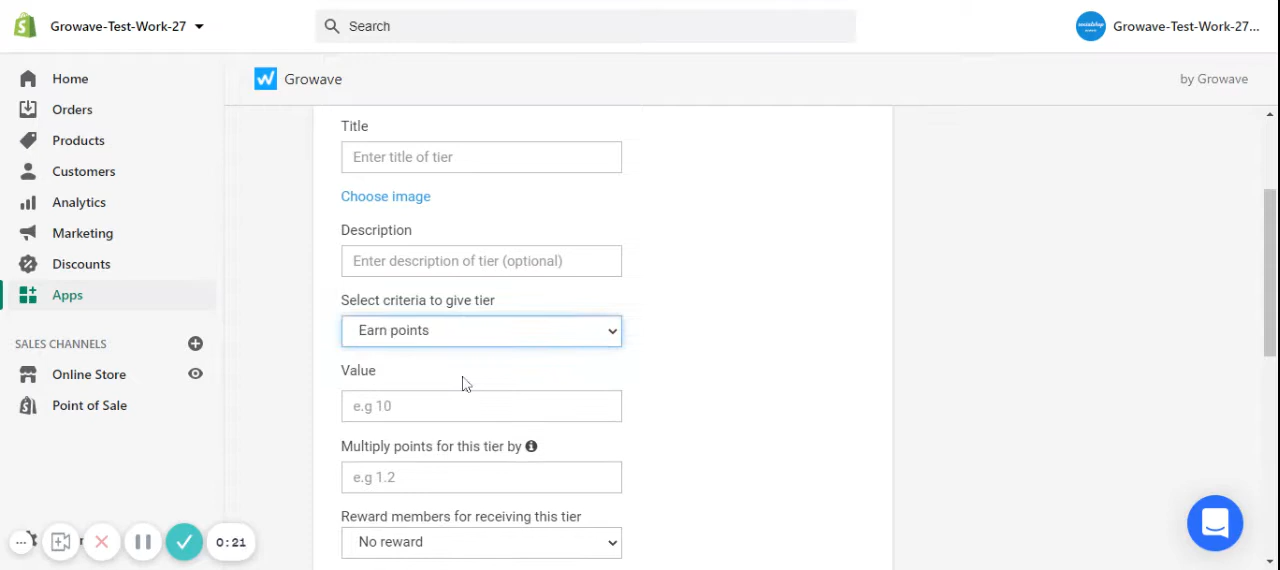 Growave-Test-Work-27
Search
Growave-Test-Work-27...
Home
Orders
Products
Customers
Analytics
Marketing
Discounts
Apps
SALES CHANNELS
Online Store
Point of Sale
0:21
Growave
by Growave
Title
Enter title of tier
Choose image
Description
Enter description of tier (optional)
Select criteria to give tier
Earn points
Value
e.g 10
Multiply points for this tier by
e.g 1.2
Reward members for receiving this tier
No reward